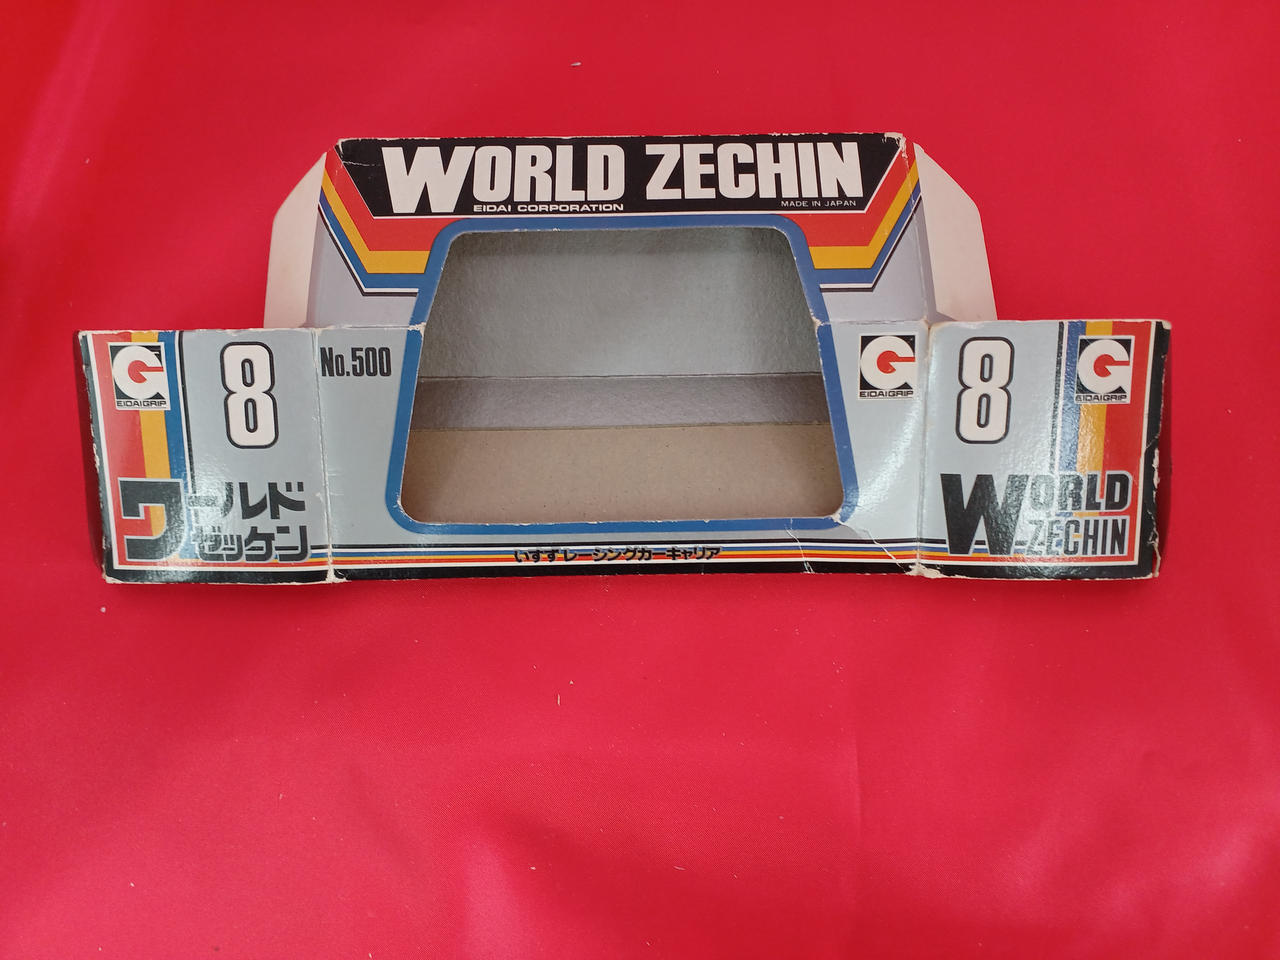 WORLD ZECHIN
EIDAI CORPORATION
MADE IN JAPAN
G
EIDAIGRIP
8
ワールド
ゼッケン
No.500
G
EIDAIGRIP
いすずレーシングカーキャリア
8
G
EIDAIGRIP
WORLD
ZECHIN